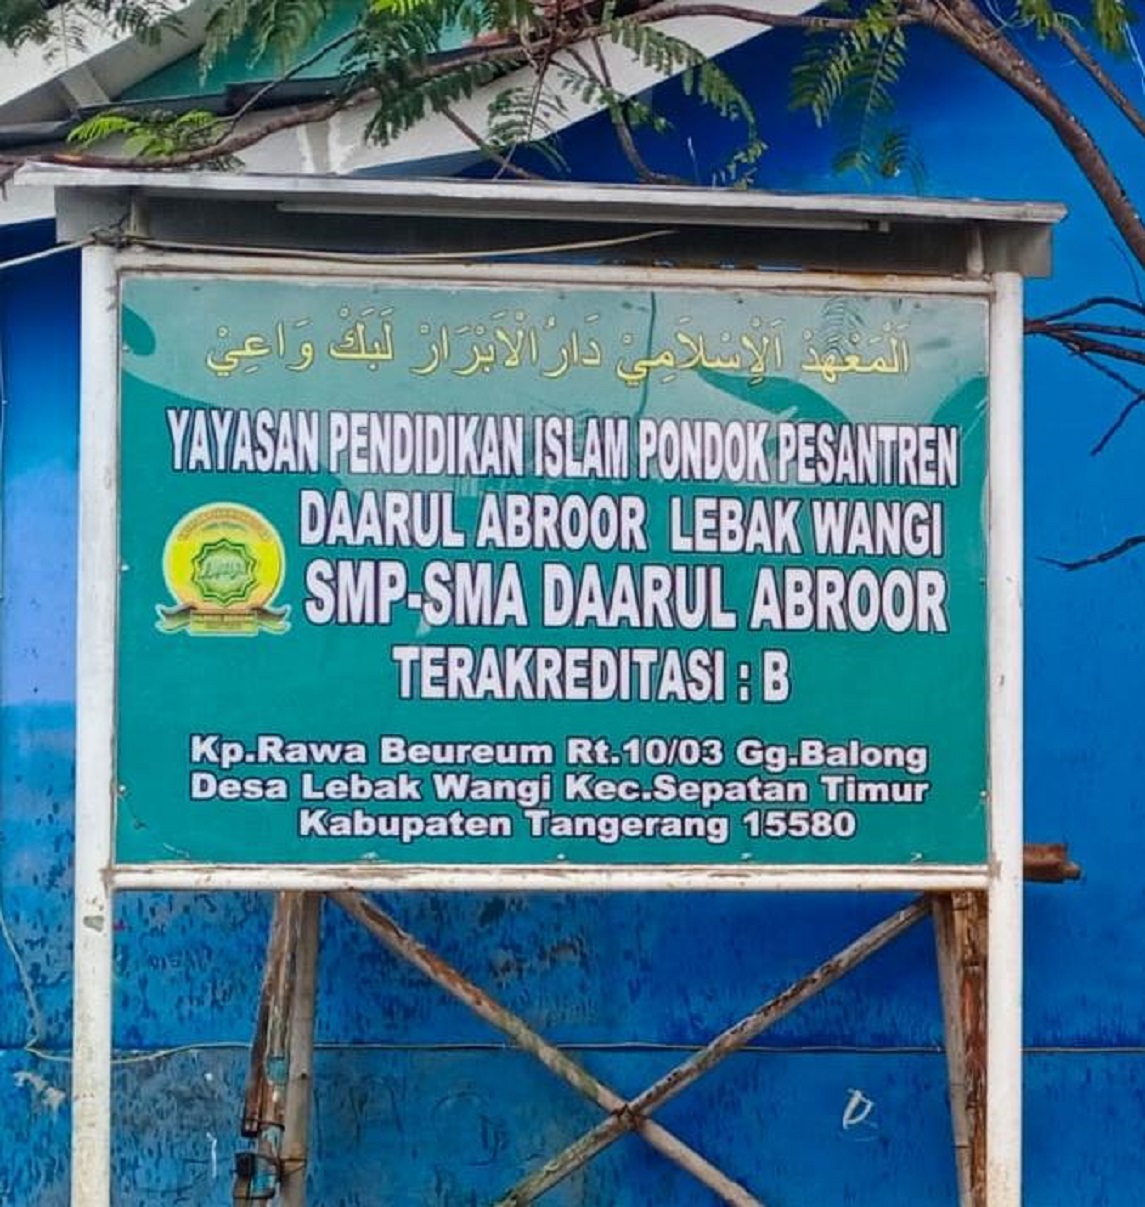 اَلْمَعْهَدْ اَلْاِسْلَامِيْ دَارُ الْاَبْرَارْ لَبَكْ وَاعِيْ
YAYASAN PENDIDIKAN ISLAM PONDOK PESANTREN
DAARUL ABROOR LEBAK WANGI
SMP-SMA DAARUL ABROOR
TERAKREDITASI : B
Kp.Rawa Beureum Rt.10/03 Gg.Balong
Desa Lebak Wangi Kec.Sepatan Timur
Kabupaten Tangerang 15580